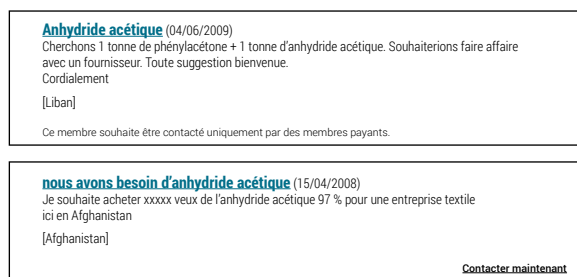 Anhydride acétique (04/06/2009)
Cherchons 1 tonne de phénylacétone + 1 tonne d'anhydride acétique. Souhaiterions faire affaire
avec un fournisseur. Toute suggestion bienvenue.
Cordialement
[Liban]
Ce membre souhaite être contacté uniquement par des membres payants.
nous avons besoin d'anhydride acétique (15/04/2008)
Je souhaite acheter xxxxx veux de l'anhydride acétique 97 % pour une entreprise textile
ici en Afghanistan
[Afghanistan]
Contacter maintenant